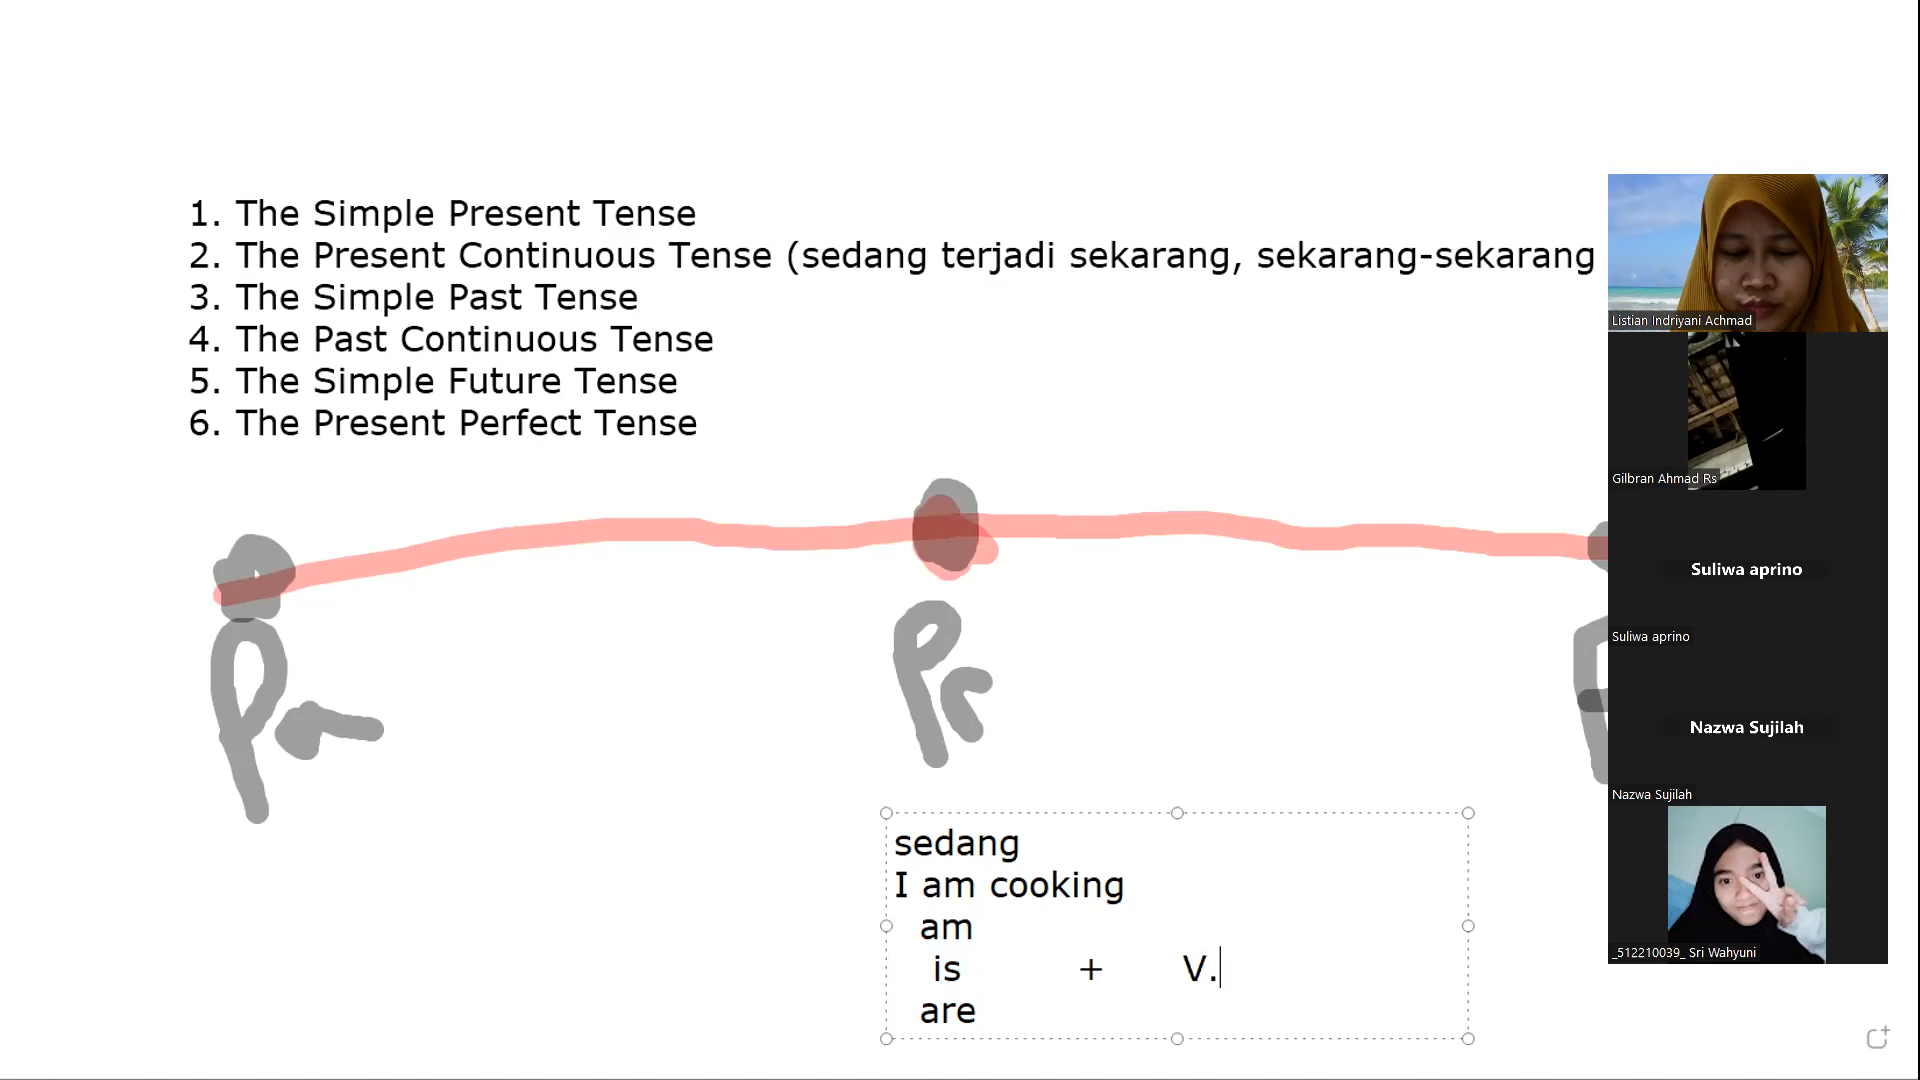 1. The Simple Present Tense
2. The Present Continuous Tense (sedang terjadi sekarang, sekarang-sekarang
3. The Simple Past Tense
4. The Past Continuous Tense
5. The Simple Future Tense
6. The Present Perfect Tense
Pa
Pr
sedang
I am cooking
am
is + V.
are
Listian Indriyani Achmad
Gilbran Ahmad Rs
Suliwa aprino
Suliwa aprino
Nazwa Sujilah
Nazwa Sujilah
_512210039_ Sri Wahyuni